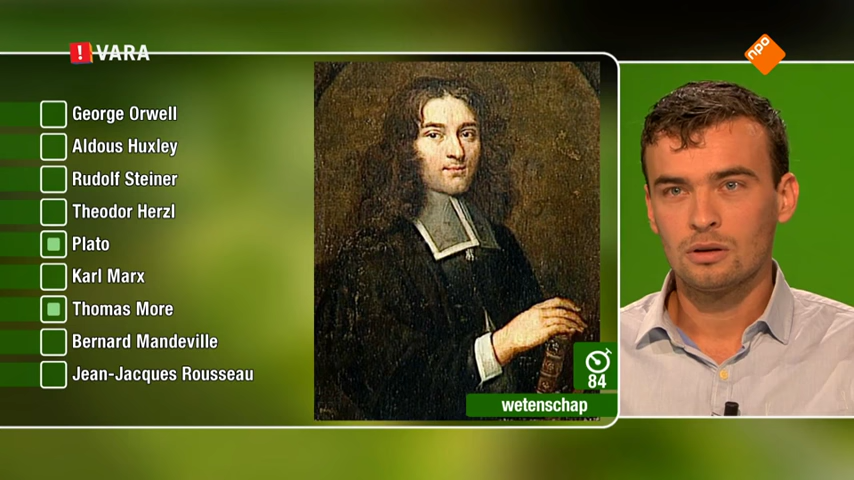 ! VARA
npo
George Orwell
Aldous Huxley
Rudolf Steiner
Theodor Herzl
Plato
Karl Marx
Thomas More
Bernard Mandeville
Jean-Jacques Rousseau
84
wetenschap